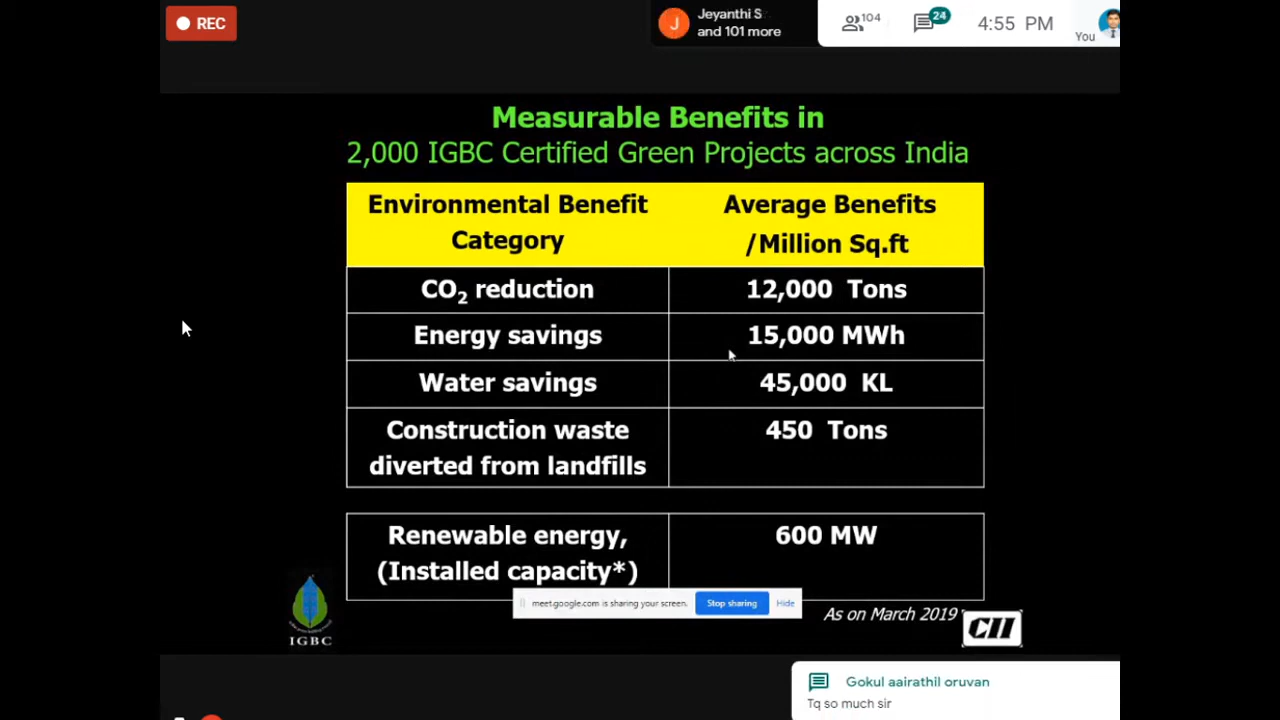 REC
Jeyanthi S
and 101 more
104
24
4:55 PM
You
Measurable Benefits in
2,000 IGBC Certified Green Projects across India
Environmental Benefit Category
Average Benefits /Million Sq.ft
CO₂ reduction
12,000 Tons
Energy savings
15,000 MWh
Water savings
45,000 KL
Construction waste
diverted from landfills
450 Tons
Renewable energy,
(Installed capacity*)
600 MW
meet.google.com is sharing your screen.
Stop sharing
Hide
As on March 2019
IGBC
CII
Gokul aairathil oruvan
Tq so much sir